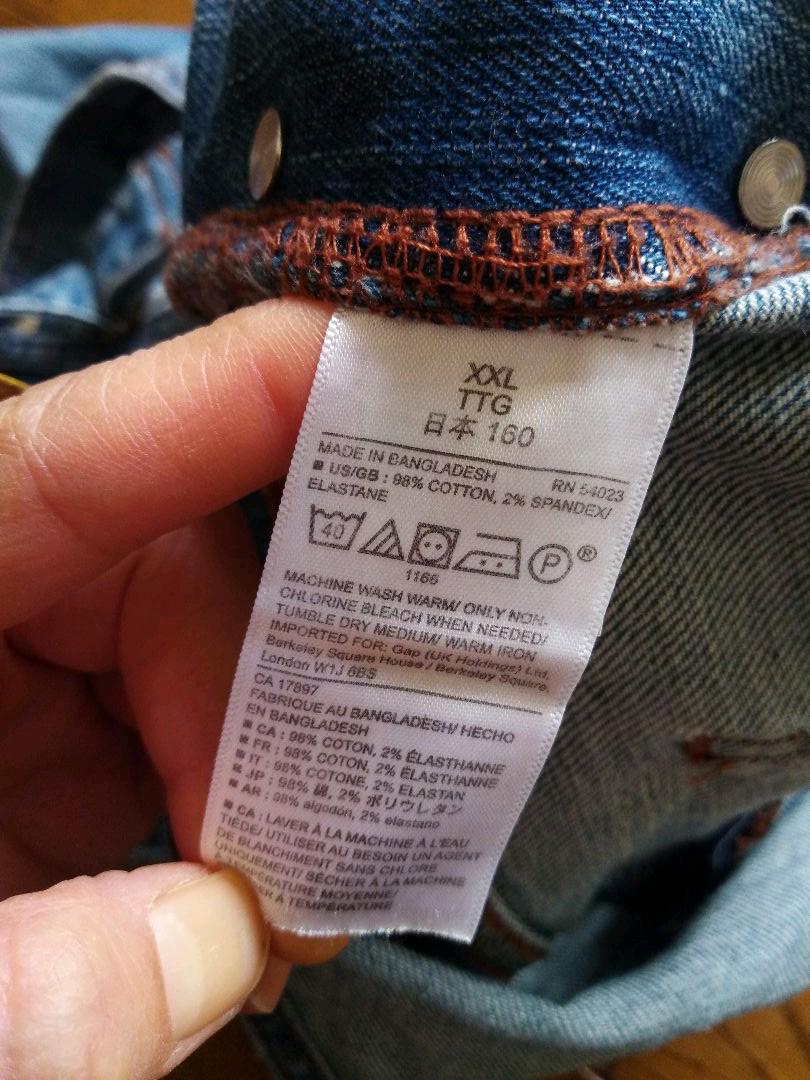 XXL
TTG
日本 160
MADE IN BANGLADESH RN 54023
■ US/GB : 98% COTTON, 2% SPANDEX/
ELASTANE
40
P ®
1166
MACHINE WASH WARM/ ONLY NON-
CHLORINE BLEACH WHEN NEEDED/
TUMBLE DRY MEDIUM/ WARM IRON
IMPORTED FOR: Gap (UK Holdings) Ltd.
Berkeley Square House / Berkeley Square,
London W1J 6BS
CA 17897
FABRIQUÉ AU BANGLADESH/ HECHO
EN BANGLADESH
■ CA : 98% COTON, 2% ÉLASTHANNE
■ FR : 98% COTON, 2% ÉLASTHANNE
■ IT : 98% COTONE, 2% ELASTAN
■ JP : 98% 綿, 2% ポリウレタン
■ AR : 98% algodón, 2% elastano
■ CA : LAVER À LA MACHINE À L'EAU
TIÈDE/ UTILISER AU BESOIN UN AGENT
DE BLANCHIMENT SANS CHLORE
UNIQUEMENT/ SÉCHER À LA MACHINE
TEMPÉRATURE MOYENNE/
À TEMPÉRATURE